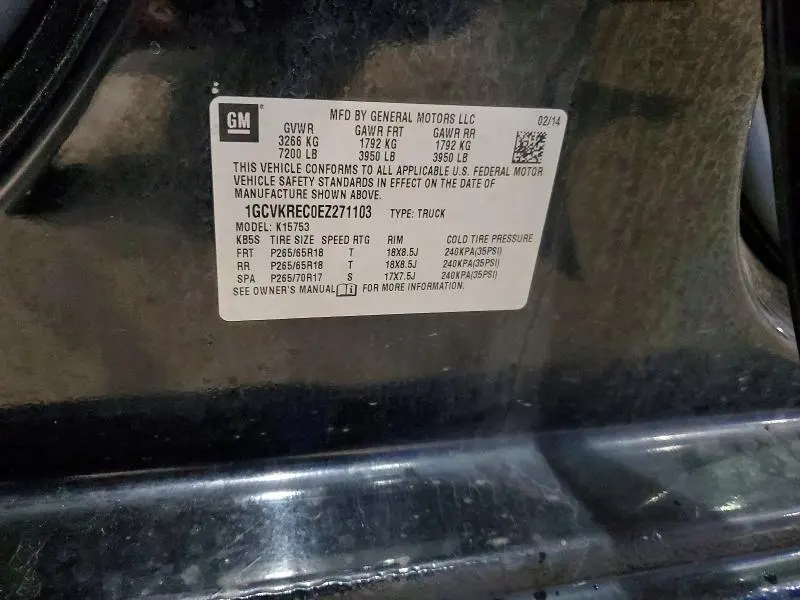 GM
MFD BY GENERAL MOTORS LLC 02/14
GVWR GAWR FRT GAWR RR
3266 KG 1792 KG 1792 KG
7200 LB 3950 LB 3950 LB
THIS VEHICLE CONFORMS TO ALL APPLICABLE U.S. FEDERAL MOTOR
VEHICLE SAFETY STANDARDS IN EFFECT ON THE DATE OF
MANUFACTURE SHOWN ABOVE.
1GCVKREC0EZ271103 TYPE: TRUCK
MODEL: K15753
KB5S TIRE SIZE SPEED RTG RIM COLD TIRE PRESSURE
FRT P265/65R18 T 18X8.5J 240KPA(35PSI)
RR P265/65R18 T 18X8.5J 240KPA(35PSI)
SPA P265/70R17 S 17X7.5J 240KPA(35PSI)
SEE OWNER'S MANUAL FOR MORE INFORMATION.